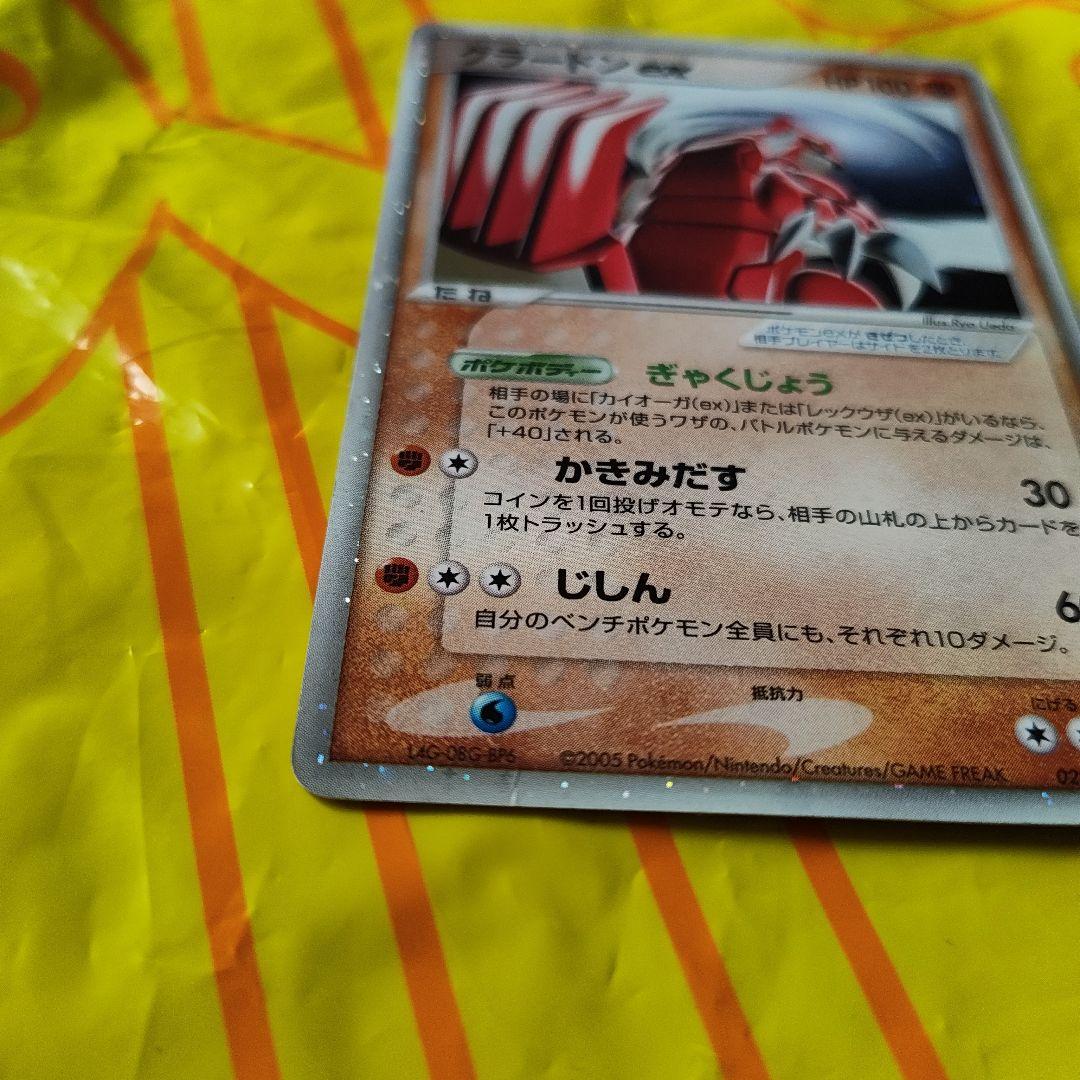 グラードンex HP 100
たね
Illus. Ryo Ueda
ポケモンexがきぜつしたとき、
相手プレイヤーはサイドを2枚とります。
ポケボディー ぎゃくじょう
相手の場に「カイオーガ(ex)」または「レックウザ(ex)」がいるなら、
このポケモンが使うワザの、バトルポケモンに与えるダメージは、
「+40」される。
かきみだす 30
コインを1回投げオモテなら、相手の山札の上からカードを
1枚トラッシュする。
じしん 6
自分のベンチポケモン全員にも、それぞれ10ダメージ。
弱点 抵抗力 にげる
L4G-08G-BP6 ©2005 Pokémon/Nintendo/Creatures/GAME FREAK. 02